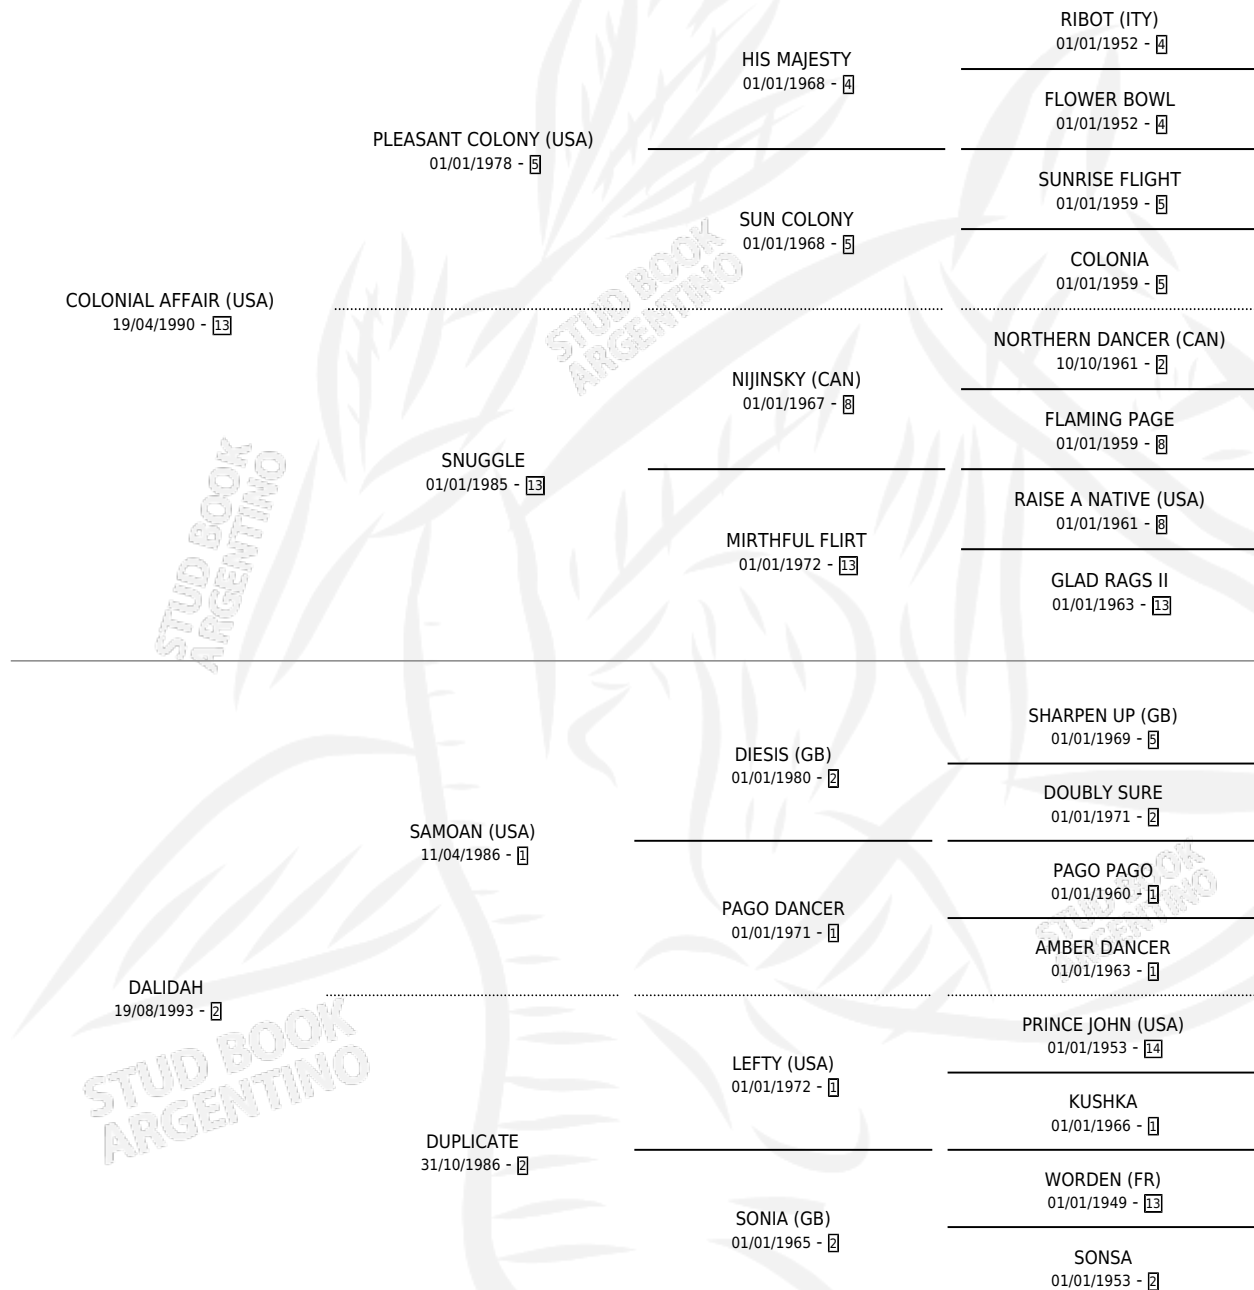 RIBOT (ITY)
01/01/1952 - 4
HIS MAJESTY
01/01/1968 - 4
FLOWER BOWL
01/01/1952 - 4
PLEASANT COLONY (USA)
01/01/1978 - 5
SUNRISE FLIGHT
01/01/1959 - 5
SUN COLONY
01/01/1968 - 5
COLONIA
01/01/1959 - 5
COLONIAL AFFAIR (USA)
19/04/1990 - 13
NORTHERN DANCER (CAN)
10/10/1961 - 2
NIJINSKY (CAN)
01/01/1967 - 8
FLAMING PAGE
01/01/1959 - 8
SNUGGLE
01/01/1985 - 13
RAISE A NATIVE (USA)
01/01/1961 - 8
MIRTHFUL FLIRT
01/01/1972 - 13
GLAD RAGS II
01/01/1963 - 13
STUD BOOK
ARGENTINO
STUD BOOK
ARGENTINO
SHARPEN UP (GB)
01/01/1969 - 5
DIESIS (GB)
01/01/1980 - 2
DOUBLY SURE
01/01/1971 - 2
SAMOAN (USA)
11/04/1986 - 1
PAGO PAGO
01/01/1960 - 1
PAGO DANCER
01/01/1971 - 1
AMBER DANCER
01/01/1963 - 1
STUD BOOK
ARGENTINO
DALIDAH
19/08/1993 - 2
STUD BOOK
ARGENTINO
PRINCE JOHN (USA)
01/01/1953 - 14
LEFTY (USA)
01/01/1972 - 1
KUSHKA
01/01/1966 - 1
DUPLICATE
31/10/1986 - 2
WORDEN (FR)
01/01/1949 - 13
SONIA (GB)
01/01/1965 - 2
SONSA
01/01/1953 - 2